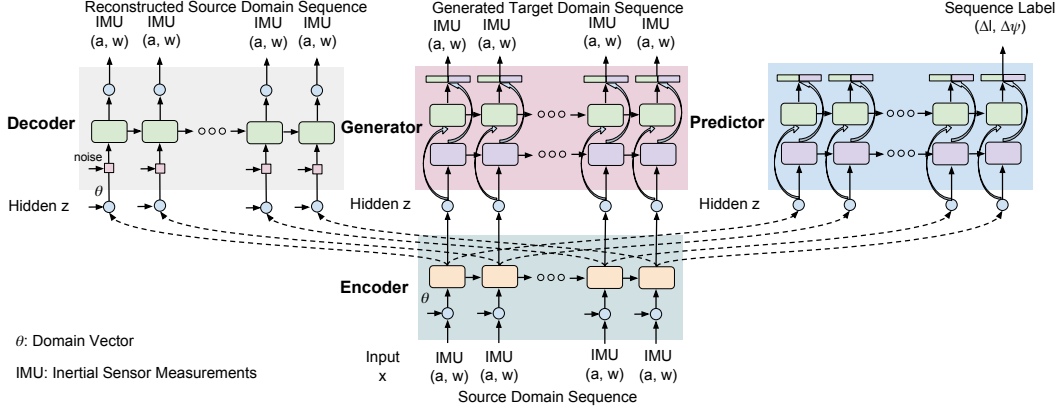 Reconstructed Source Domain Sequence
IMU IMU IMU IMU
(a, w) (a, w) (a, w) (a, w)
Generated Target Domain Sequence
IMU IMU IMU IMU
(a, w) (a, w) (a, w) (a, w)
Sequence Label
(Δl, Δψ)
Decoder
Generator
Predictor
noise
θ
Hidden z
Hidden z
Hidden z
Encoder
θ
θ: Domain Vector
IMU: Inertial Sensor Measurements
Input
x
IMU IMU IMU IMU
(a, w) (a, w) (a, w) (a, w)
Source Domain Sequence